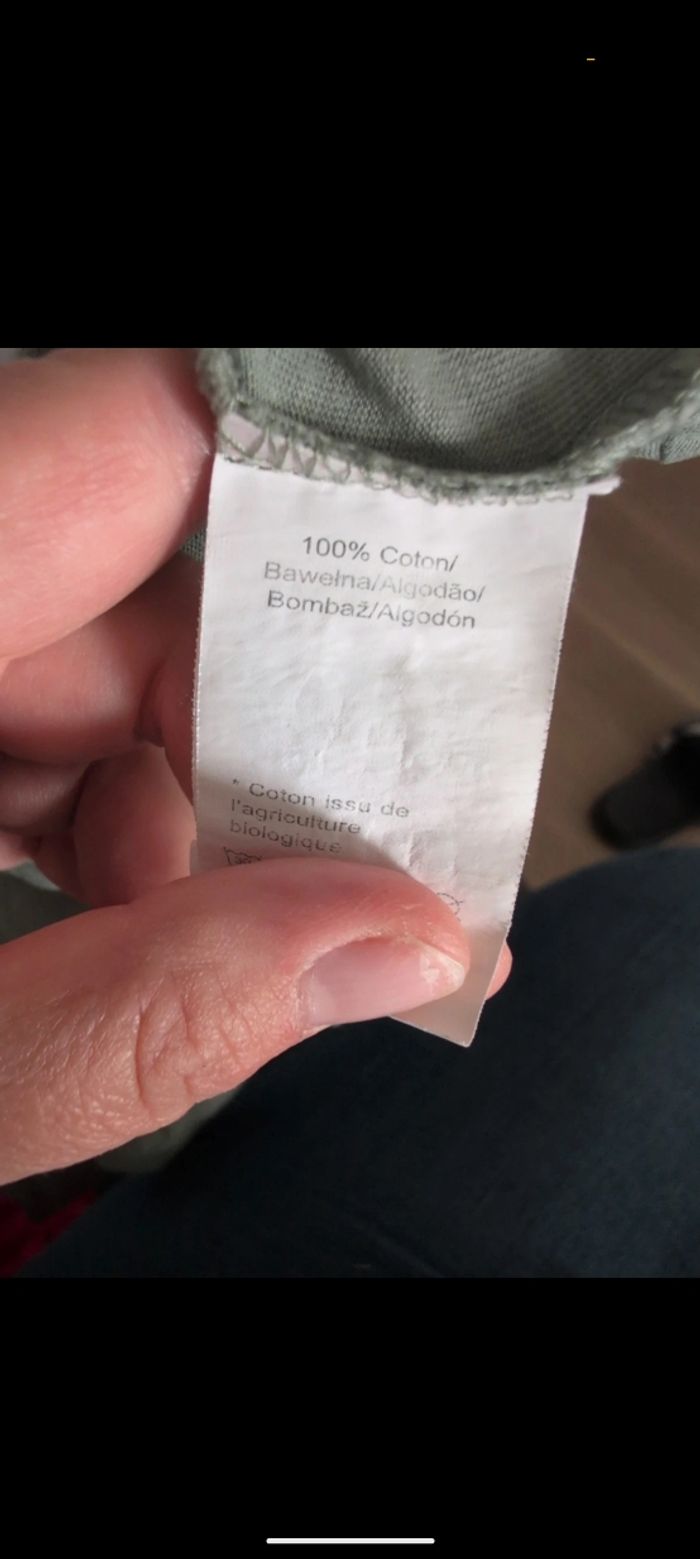 100% Coton/
Bawełna/Algodão/
Bombaž/Algodón
* Coton issu de
l'agriculture
biologique